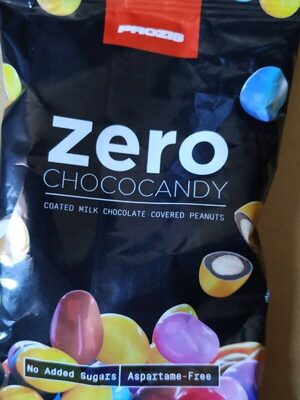 PROZIS
zero
CHOCOCANDY
COATED MILK CHOCOLATE-COVERED PEANUTS
No Added Sugars | Aspartame-Free